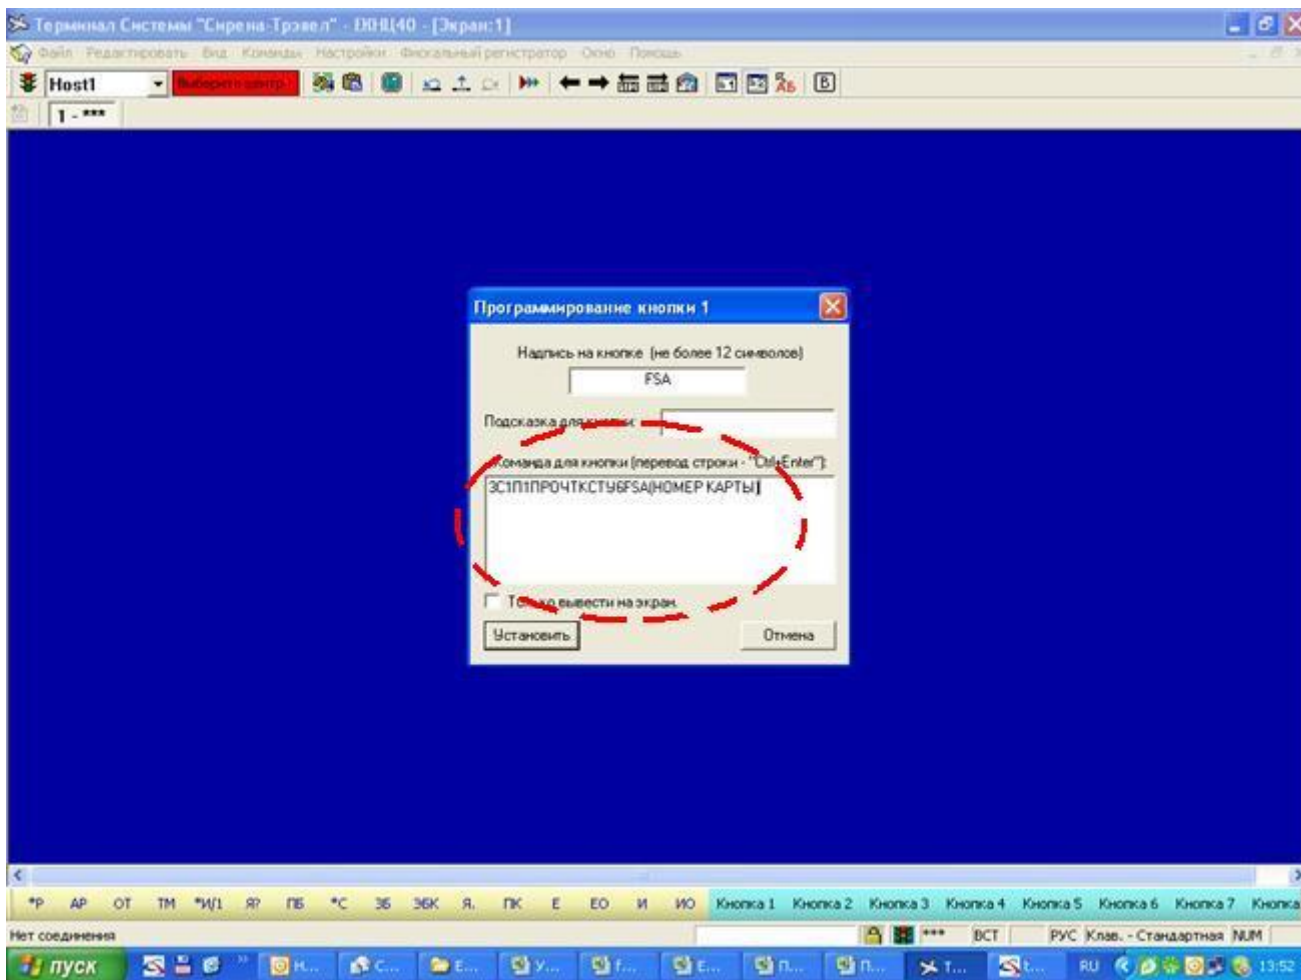 Терминал Системы "Сирена-Трэвел" - [Экран:1]
Файл Редактировать Вид Команды Настройки Фискальный регистратор Окно Помощь
Host1 Выберите центр
1 - ***
Программирование кнопки 1
Надпись на кнопке (не более 12 символов)
FSA
Подсказка для кнопки:
Команда для кнопки (перевод строки - "Ctrl+Enter"):
3С1П1ПРОЧТКСТУ6FSA(НОМЕР КАРТЫ)
Только вывести на экран.
Установить Отмена
*Р АР ОТ ТМ *И/1 Я? ПБ *С ЭБ ЭБК Я. ПК Е ЕО И ИО Кнопка 1 Кнопка 2 Кнопка 3 Кнопка 4 Кнопка 5 Кнопка 6 Кнопка 7 Кнопка
Нет соединения *** ВСТ РУС Клав. - Стандартная NUM
пуск Н... С... Е... У... f... Е... П... П... Т... t... RU 13:52